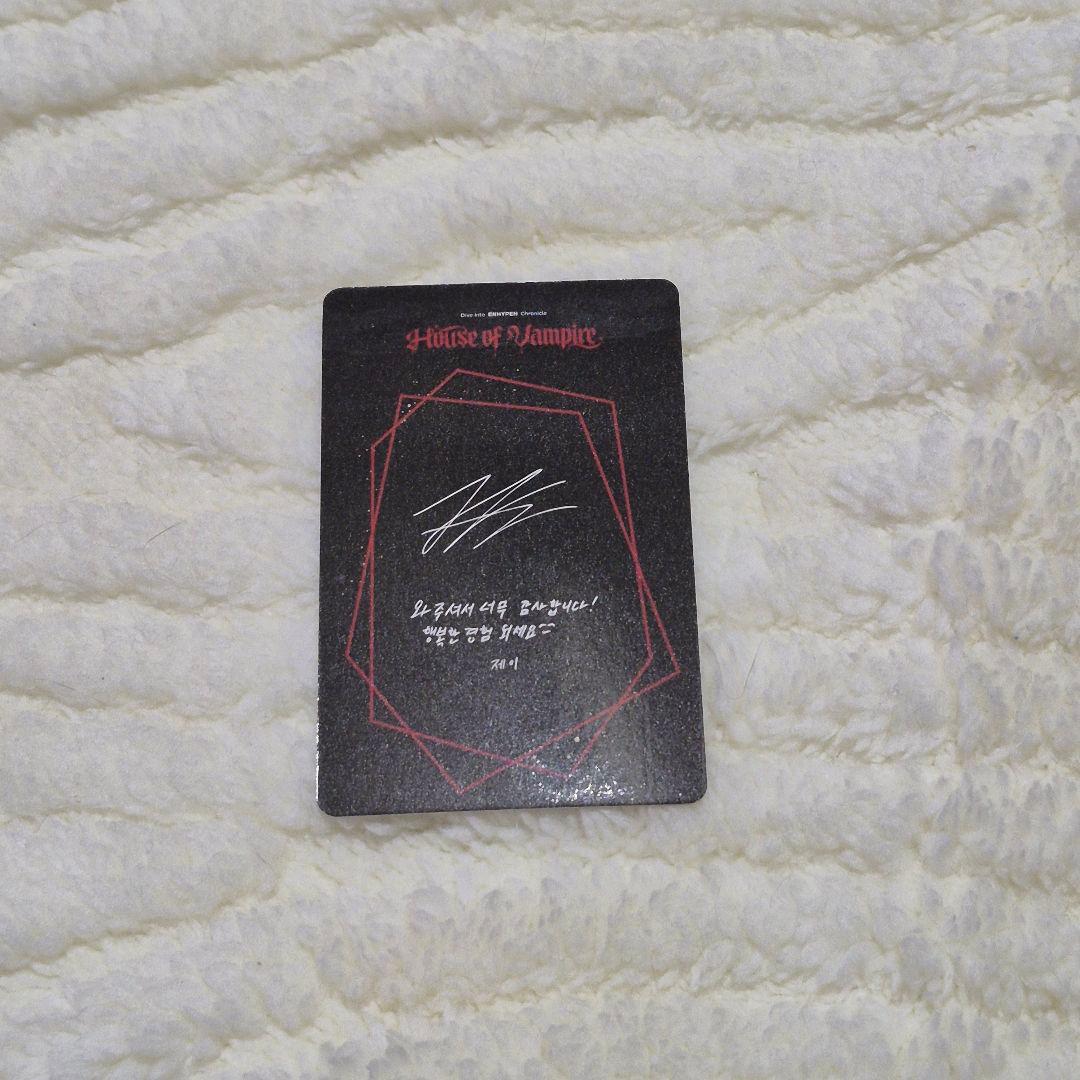 Dive into ENHYPEN Chronicle
House of Vampire
와 주셔서 너무 감사합니다!
행복한 경험 되세요
제이